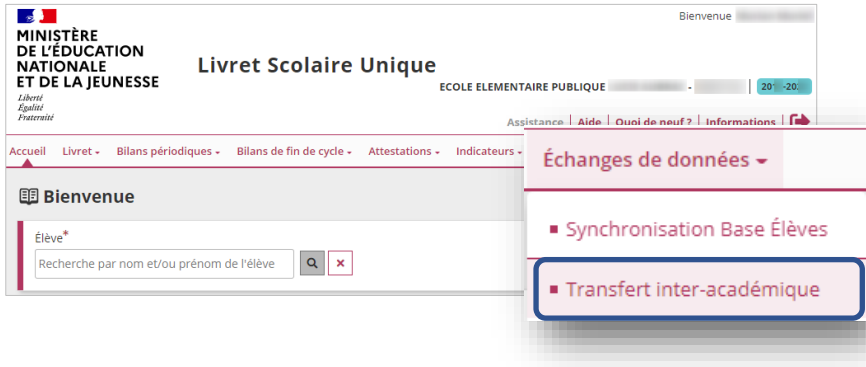 Bienvenue
MINISTÈRE
DE L'ÉDUCATION
NATIONALE
ET DE LA JEUNESSE
Liberté
Égalité
Fraternité
Livret Scolaire Unique
ECOLE ELEMENTAIRE PUBLIQUE - | 20 -20
Assistance | Aide | Quoi de neuf ? | Informations |
Accueil Livret Bilans périodiques Bilans de fin de cycle Attestations Indicateurs
Bienvenue
Élève*
Recherche par nom et/ou prénom de l'élève
Échanges de données
Synchronisation Base Élèves
Transfert inter-académique